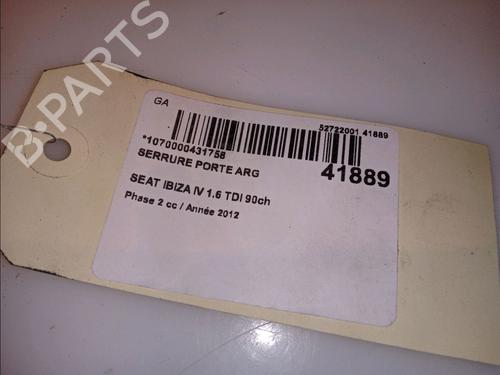 B-PARTS
GA
52722001 41889
*1070000431758
SERRURE PORTE ARG
41889
SEAT IBIZA IV 1.6 TDI 90ch
Phase 2 cc / Année 2012